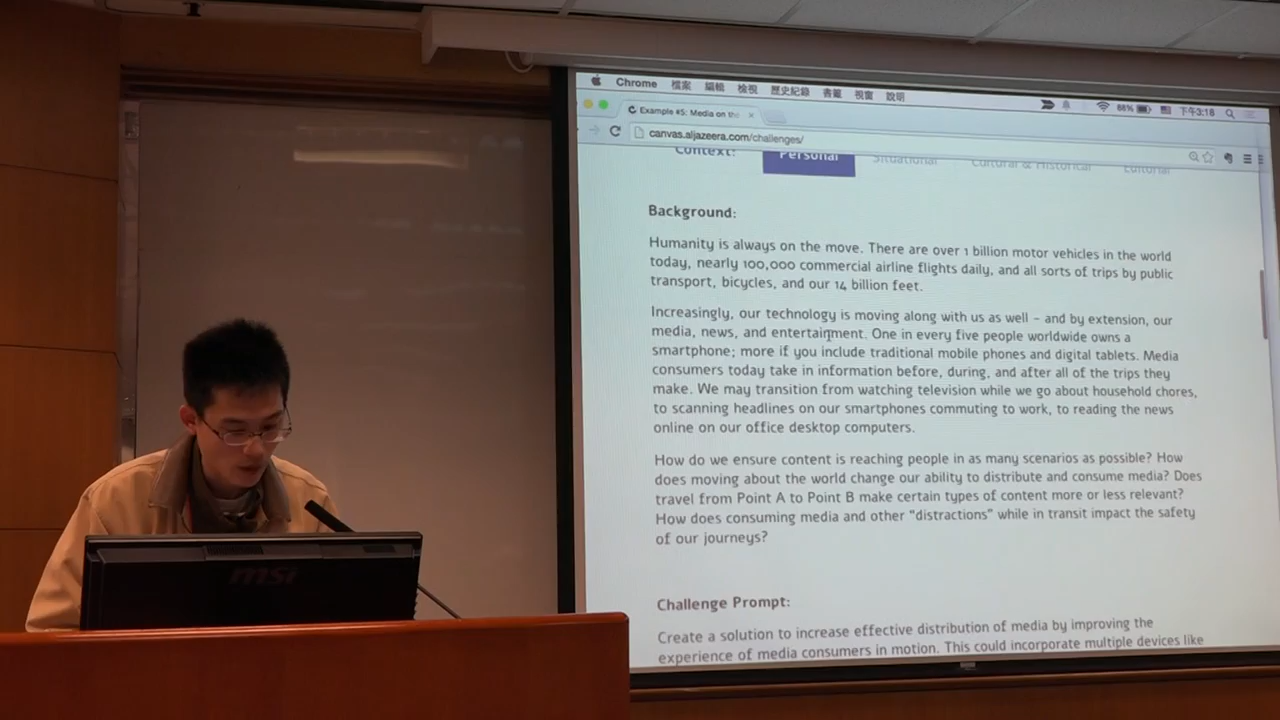 Chrome 檔案 編輯 檢視 歷史紀錄 書籤 視窗 說明 88% 下午3:18
Example #5: Media on the
canvas.aljazeera.com/challenges/
Context: Personal Situational Cultural & Historical Editorial
Background:
Humanity is always on the move. There are over 1 billion motor vehicles in the world
today, nearly 100,000 commercial airline flights daily, and all sorts of trips by public
transport, bicycles, and our 14 billion feet.
Increasingly, our technology is moving along with us as well – and by extension, our
media, news, and entertainment. One in every five people worldwide owns a
smartphone; more if you include traditional mobile phones and digital tablets. Media
consumers today take in information before, during, and after all of the trips they
make. We may transition from watching television while we go about household chores,
to scanning headlines on our smartphones commuting to work, to reading the news
online on our office desktop computers.
How do we ensure content is reaching people in as many scenarios as possible? How
does moving about the world change our ability to distribute and consume media? Does
travel from Point A to Point B make certain types of content more or less relevant?
How does consuming media and other "distractions" while in transit impact the safety
of our journeys?
Challenge Prompt:
Create a solution to increase effective distribution of media by improving the
experience of media consumers in motion. This could incorporate multiple devices like
msi